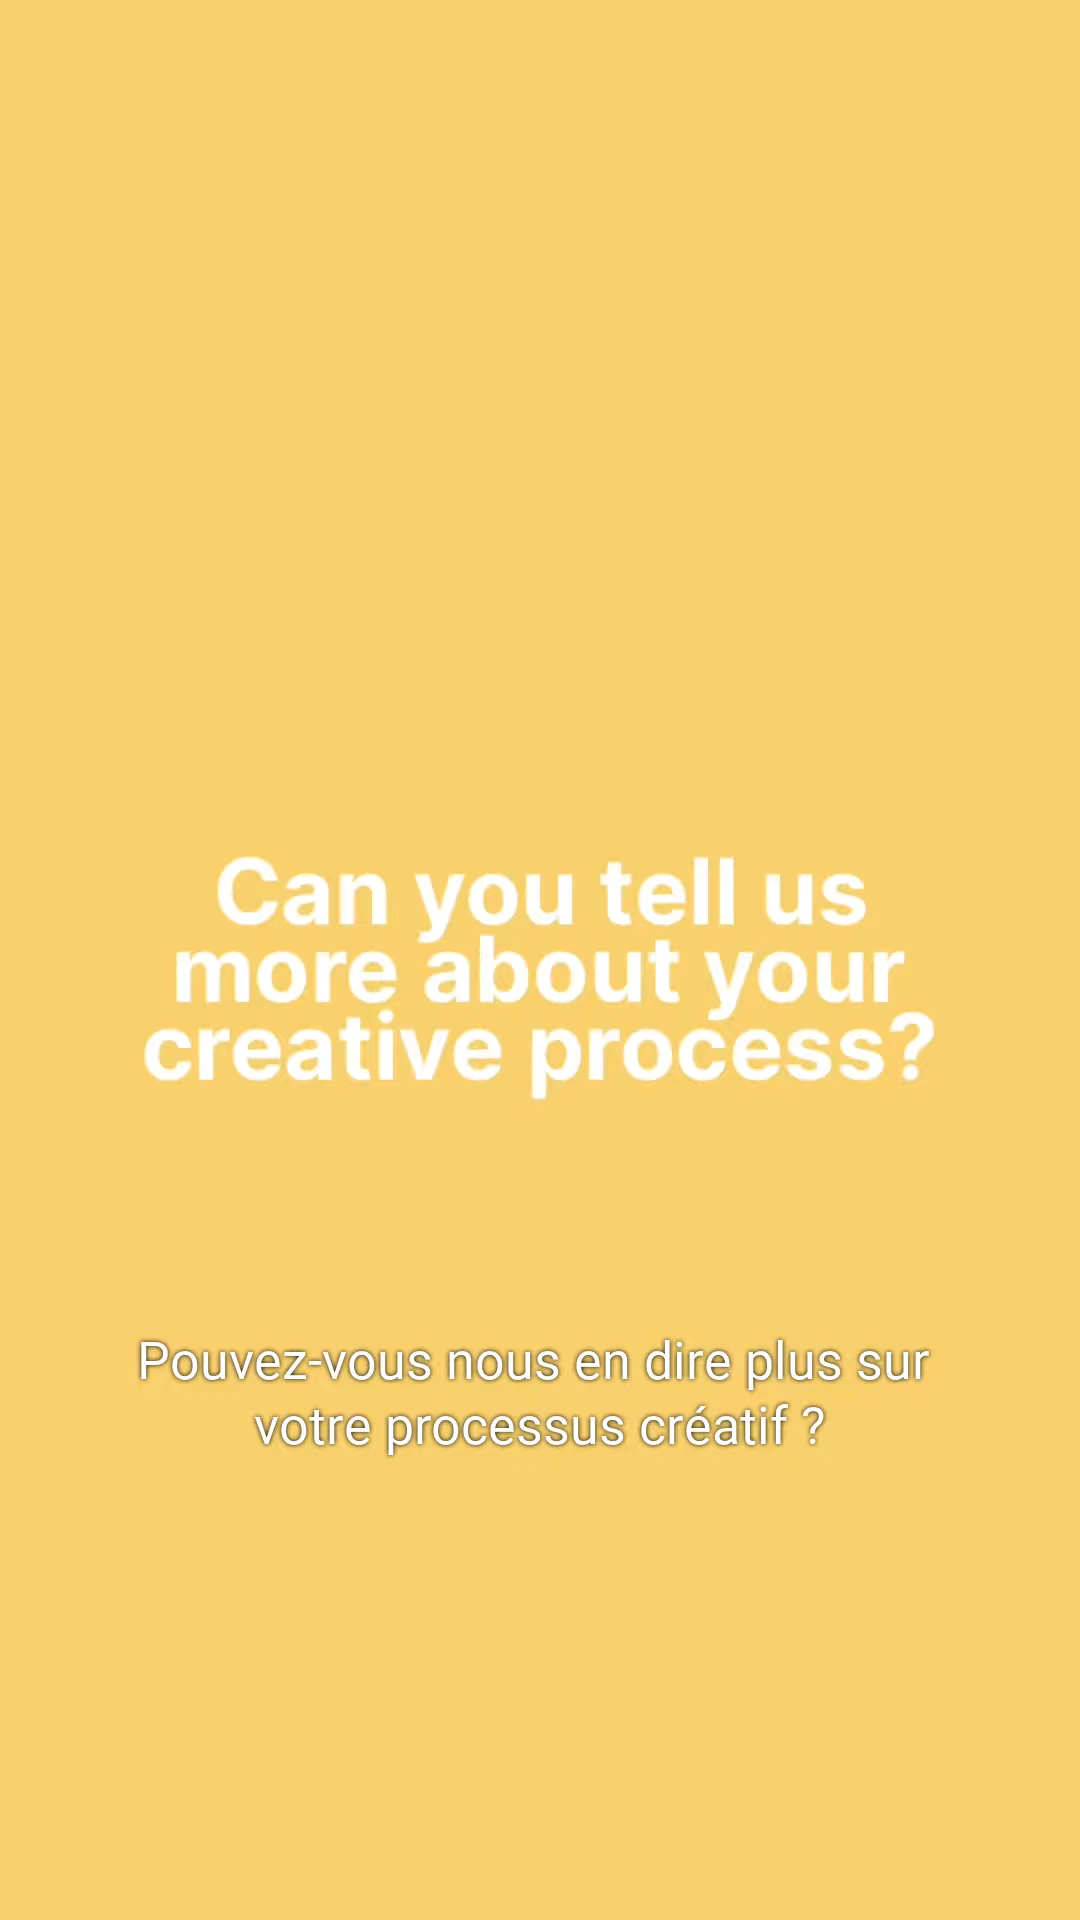 Can you tell us
more about your
creative process?
Pouvez-vous nous en dire plus sur
votre processus créatif ?